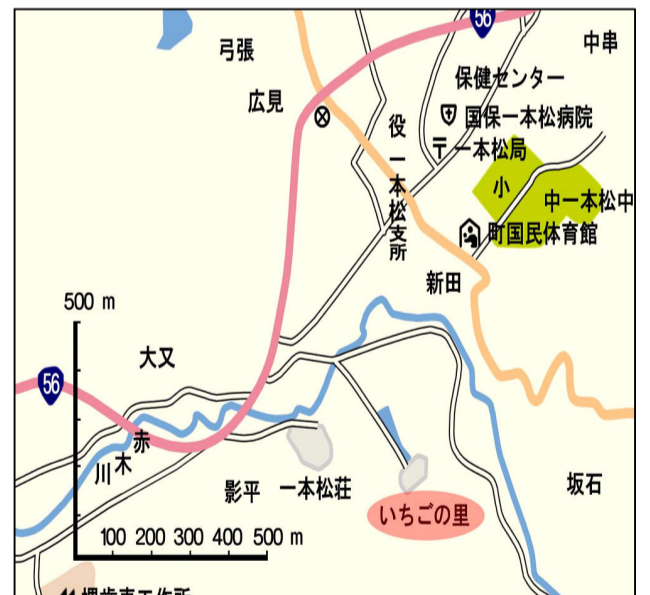 56
中串
弓張
保健センター
広見
国保一本松病院
役
一本松支所
一本松局
小
中一本松中
町国民体育館
新田
500 m
大又
56
赤
木
川
影平
一本松荘
坂石
いちごの里
100 200 300 400 500 m